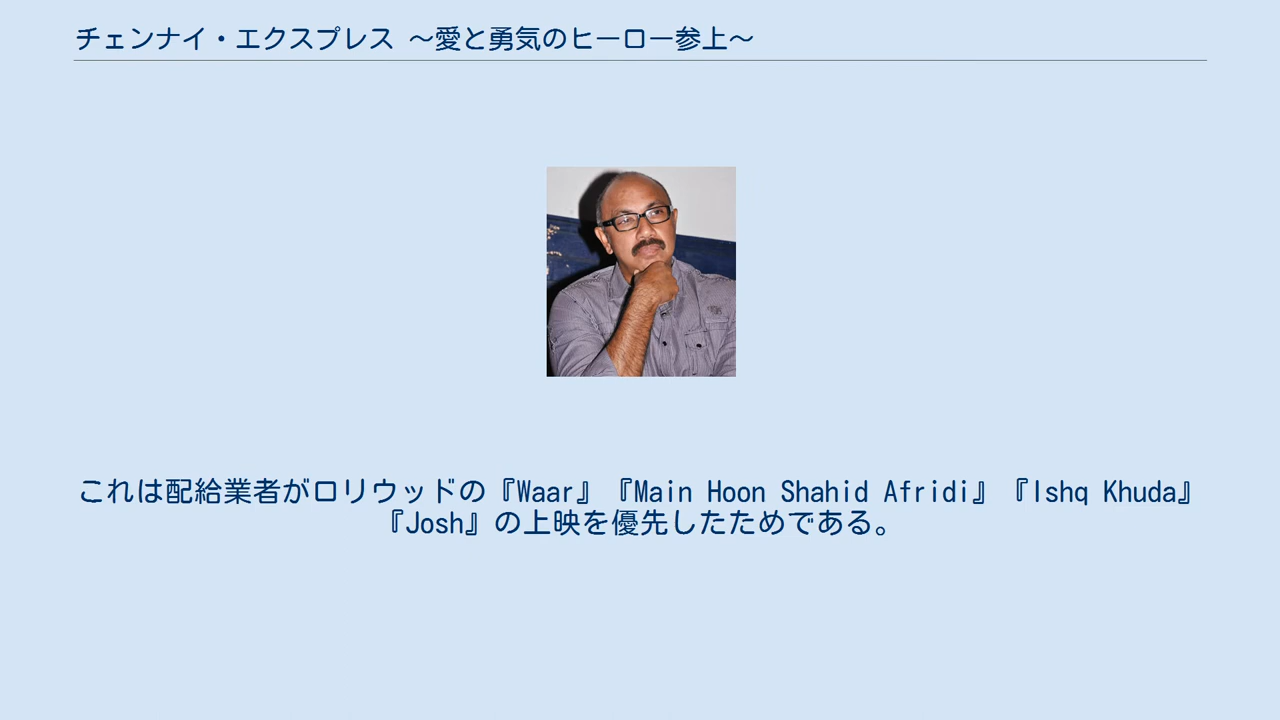 チェンナイ・エクスプレス ～愛と勇気のヒーロー参上～
これは配給業者がロリウッドの『Waar』『Main Hoon Shahid Afridi』『Ishq Khuda』
『Josh』の上映を優先したためである。